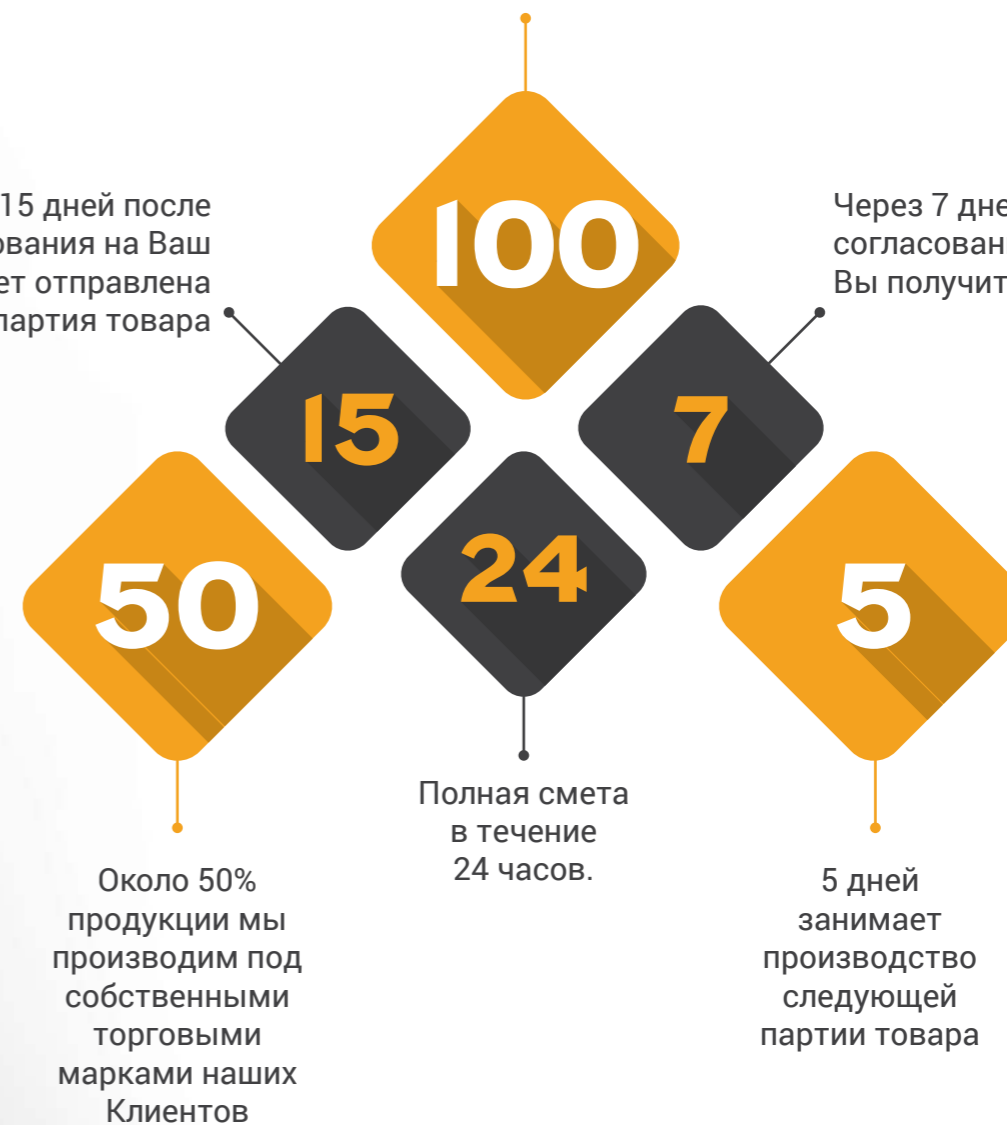 100
15 дней после
ования на Ваш
ет отправлена
партия товара
Через 7 дне
согласован
Вы получит
15
7
24
50
5
Полная смета
в течение
24 часов.
Около 50%
продукции мы
производим под
собственными
торговыми
марками наших
Клиентов
5 дней
занимает
производство
следующей
партии товара